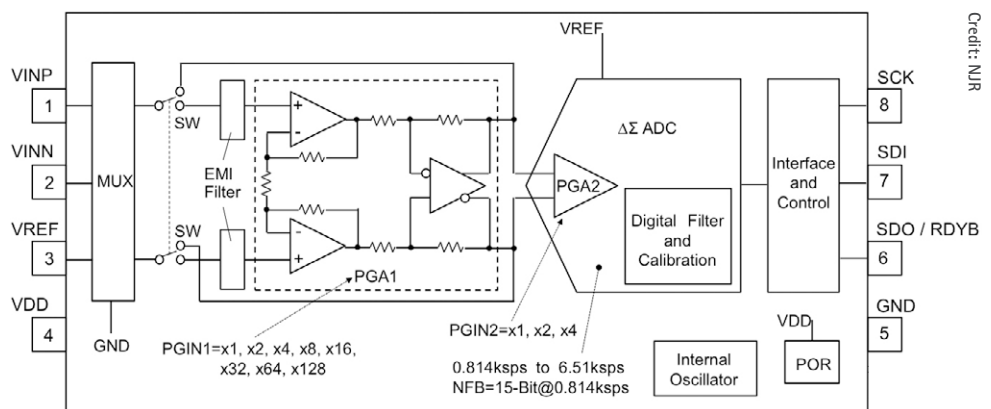 Credit: NJR
VREF
VINP
1
VINN
2
VREF
3
VDD
4
MUX
GND
SW
SW
EMI
Filter
+
-
-
+
PGA1
PGIN1=x1, x2, x4, x8, x16,
x32, x64, x128
ΔΣ ADC
PGA2
Digital Filter
and
Calibration
PGIN2=x1, x2, x4
0.814ksps to 6.51ksps
NFB=15-Bit@0.814ksps
Internal
Oscillator
VDD
POR
Interface
and
Control
SCK
8
SDI
7
SDO / RDYB
6
GND
5